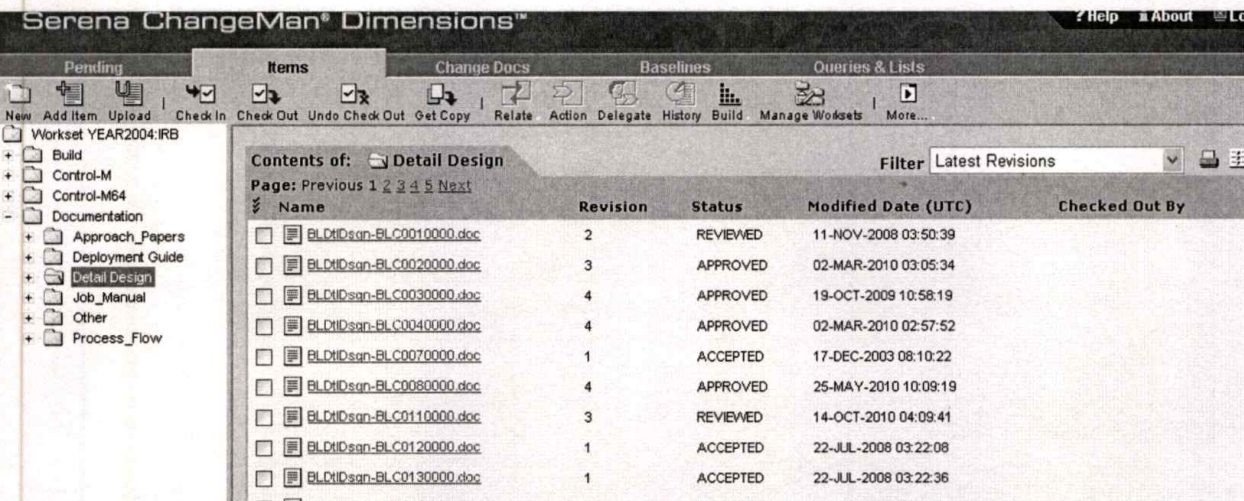 Serena ChangeMan® Dimensions™
? Help About Lo
Pending Items Change Docs Baselines Queries & Lists
New Add Item Upload Check In Check Out Undo Check Out Get Copy Relate Action Delegate History Build Manage Worksets More...
Workset YEAR2004:IRB
Build
Control-M
Control-M64
Documentation
Approach_Papers
Deployment Guide
Detail Design
Job_Manual
Other
Process_Flow
Contents of: Detail Design
Filter Latest Revisions
Page: Previous 1 2 3 4 5 Next
Name Revision Status Modified Date (UTC) Checked Out By
BLDtlDsgn-BLC0010000.doc 2 REVIEWED 11-NOV-2008 03:50:39
BLDtlDsgn-BLC0020000.doc 3 APPROVED 02-MAR-2010 03:05:34
BLDtlDsgn-BLC0030000.doc 4 APPROVED 19-OCT-2009 10:58:19
BLDtlDsgn-BLC0040000.doc 4 APPROVED 02-MAR-2010 02:57:52
BLDtlDsgn-BLC0070000.doc 1 ACCEPTED 17-DEC-2003 08:10:22
BLDtlDsgn-BLC0080000.doc 4 APPROVED 25-MAY-2010 10:09:19
BLDtlDsgn-BLC0110000.doc 3 REVIEWED 14-OCT-2010 04:09:41
BLDtlDsgn-BLC0120000.doc 1 ACCEPTED 22-JUL-2008 03:22:08
BLDtlDsgn-BLC0130000.doc 1 ACCEPTED 22-JUL-2008 03:22:36